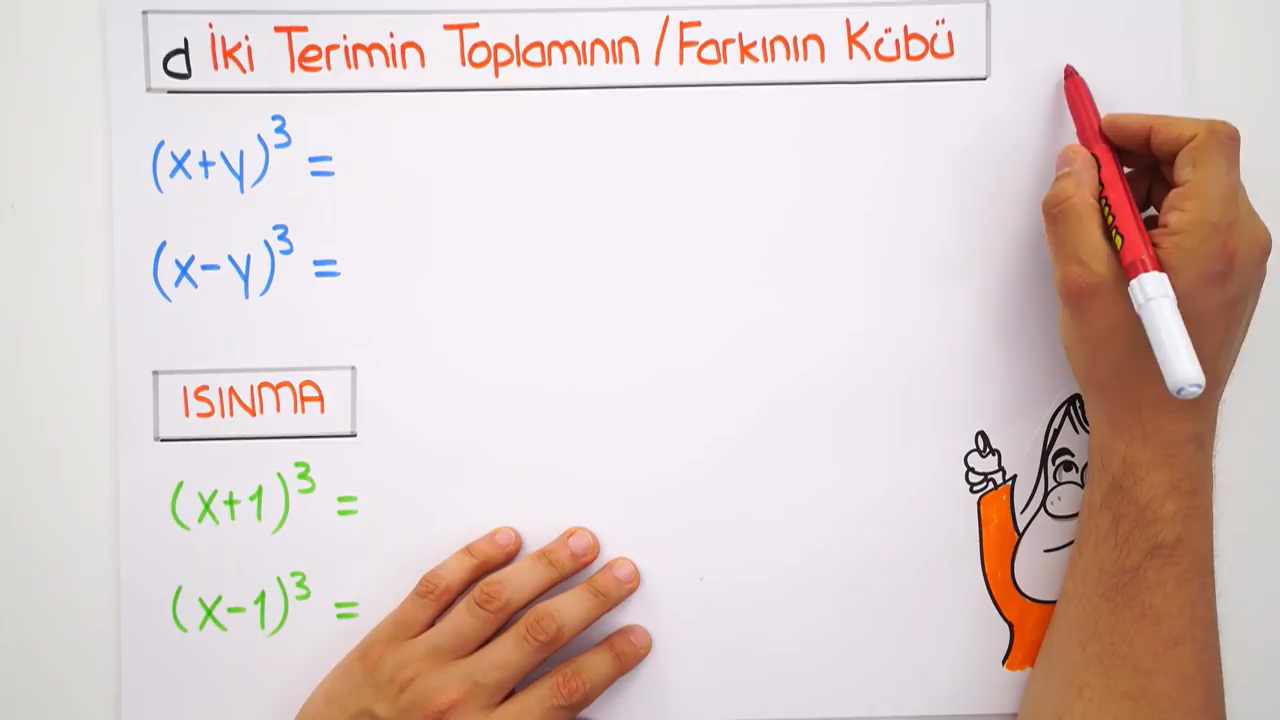 d İki Terimin Toplamının / Farkının Kübü
(x+y)³ =
(x-y)³ =
ISINMA
(x+1)³ =
(x-1)³ =